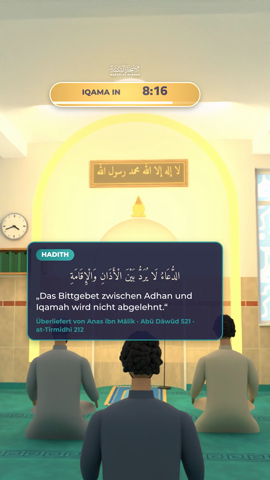 IQAMA IN 8:16
لا إله إلا الله محمد رسول الله
HADITH
الدُّعَاءُ لَا يُرَدُّ بَيْنَ الْأَذَانِ وَالْإِقَامَةِ
„Das Bittgebet zwischen Adhan und
Iqamah wird nicht abgelehnt.“
Überliefert von Anas ibn Mālik · Abū Dāwūd 521 ·
at-Tirmidhī 212